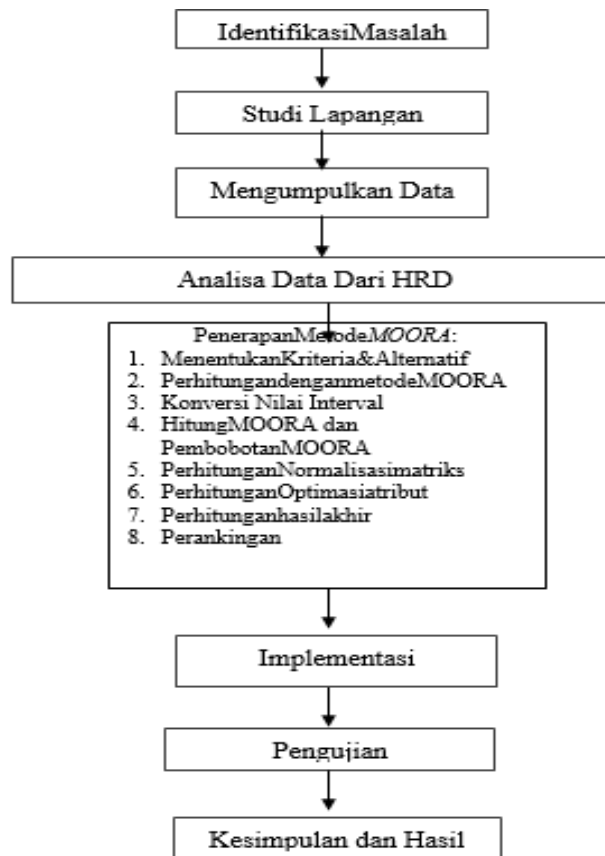 IdentifikasiMasalah
Studi Lapangan
Mengumpulkan Data
Analisa Data Dari HRD
PenerapanMetodeMOORA:
1. MenentukanKriteria&Alternatif
2. PerhitungandenganmetodeMOORA
3. Konversi Nilai Interval
4. HitungMOORA dan
PembobotanMOORA
5. PerhitunganNormalisasimatriks
6. PerhitunganOptimasiatribut
7. Perhitunganhasilakhir
8. Perankingan
Implementasi
Pengujian
Kesimpulan dan Hasil